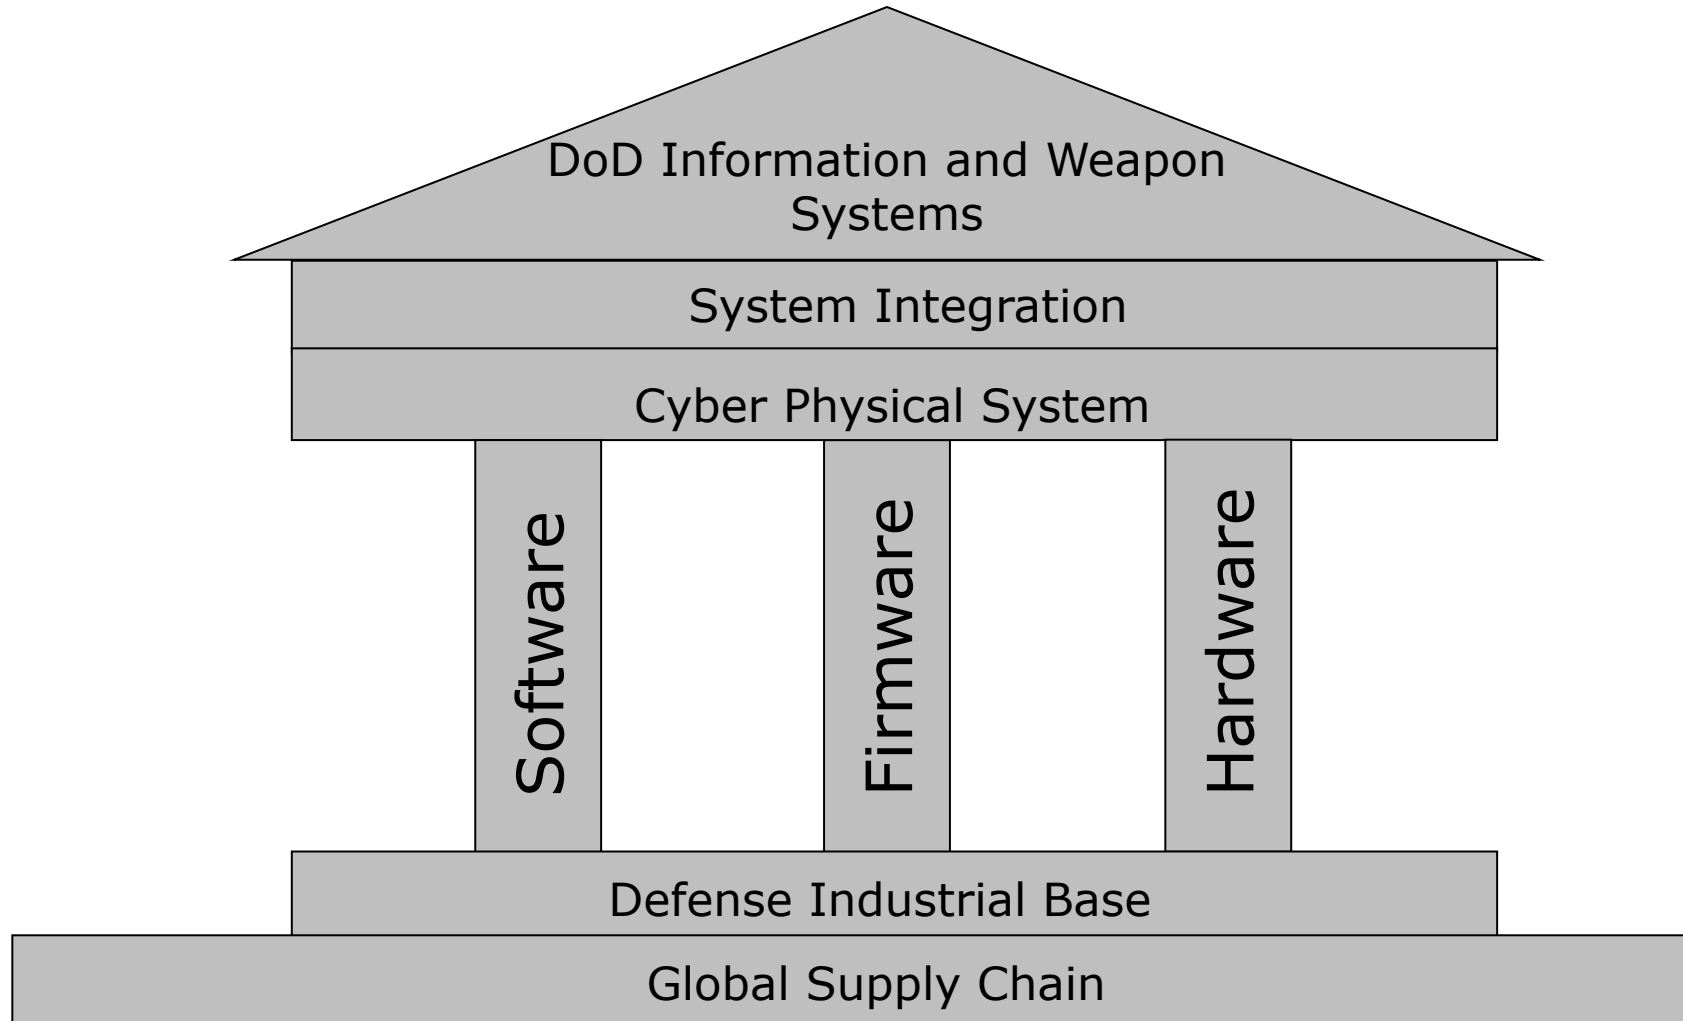 DoD Information and Weapon
Systems
System Integration
Cyber Physical System
Software
Firmware
Hardware
Defense Industrial Base
Global Supply Chain